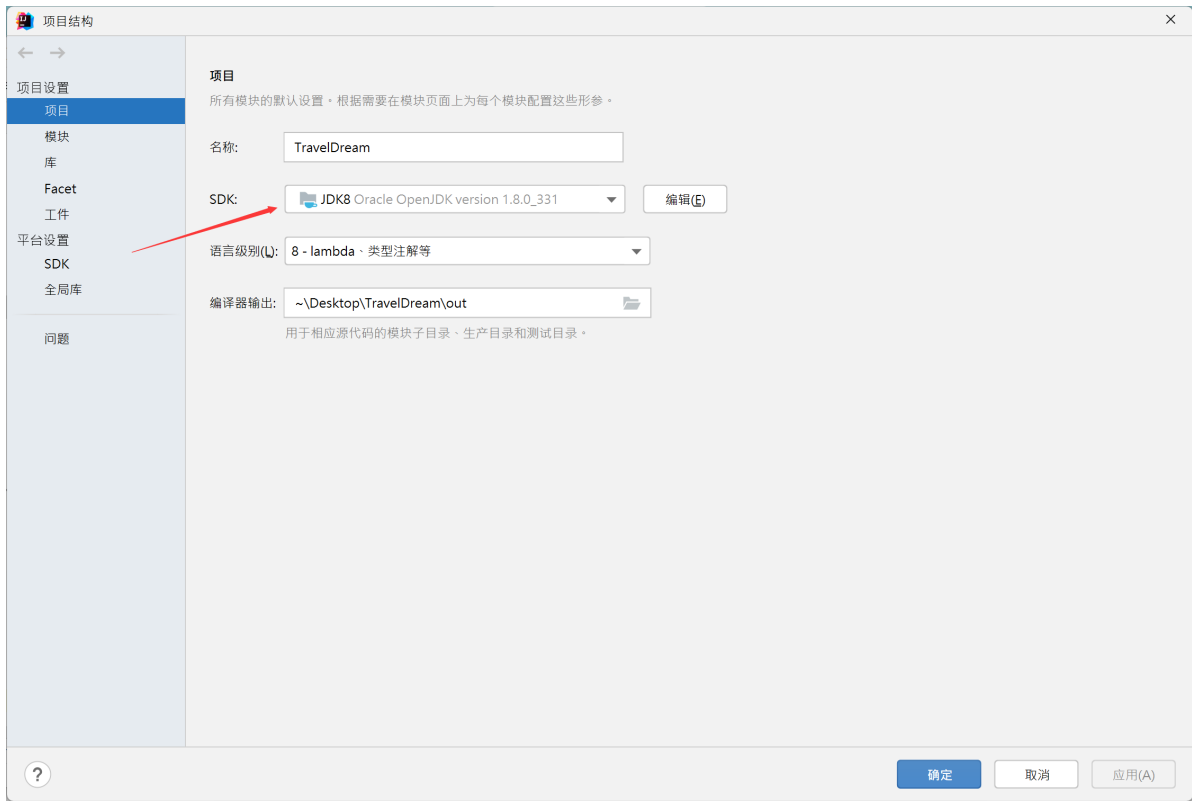 项目结构
项目设置
项目
模块
库
Facet
工件
平台设置
SDK
全局库
问题
项目
所有模块的默认设置。根据需要在模块页面上为每个模块配置这些形参。
名称: TravelDream
SDK: JDK8 Oracle OpenJDK version 1.8.0_331 编辑(E)
语言级别(L): 8 - lambda、类型注解等
编译器输出: ~\Desktop\TravelDream\out
用于相应源代码的模块子目录、生产目录和测试目录。
? 确定 取消 应用(A)